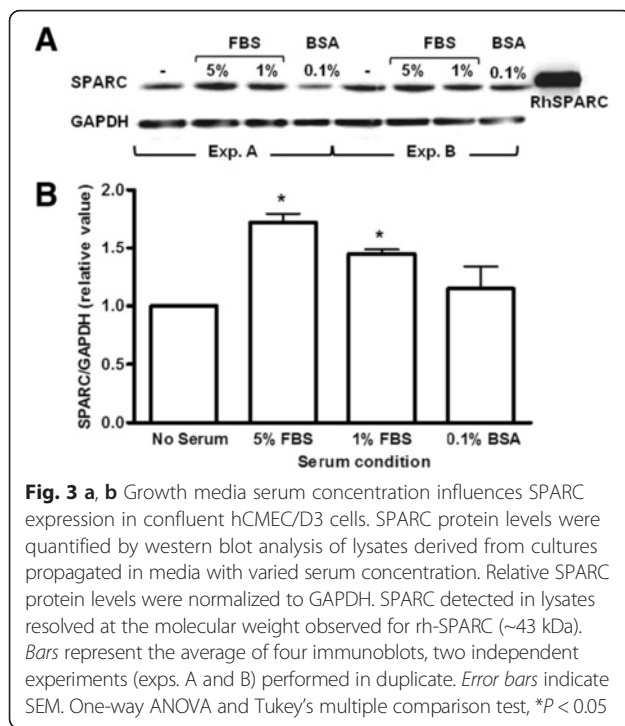 A
FBS BSA FBS BSA
- 5% 1% 0.1% - 5% 1% 0.1%
SPARC
RhSPARC
GAPDH
Exp. A Exp. B
B
SPARC/GAPDH (relative value)
2.0
1.5
1.0
0.5
0.0
* *
No Serum 5% FBS 1% FBS 0.1% BSA
Serum condition
Fig. 3 a, b Growth media serum concentration influences SPARC
expression in confluent hCMEC/D3 cells. SPARC protein levels were
quantified by western blot analysis of lysates derived from cultures
propagated in media with varied serum concentration. Relative SPARC
protein levels were normalized to GAPDH. SPARC detected in lysates
resolved at the molecular weight observed for rh-SPARC (~43 kDa).
Bars represent the average of four immunoblots, two independent
experiments (exps. A and B) performed in duplicate. Error bars indicate
SEM. One-way ANOVA and Tukey's multiple comparison test, *P < 0.05